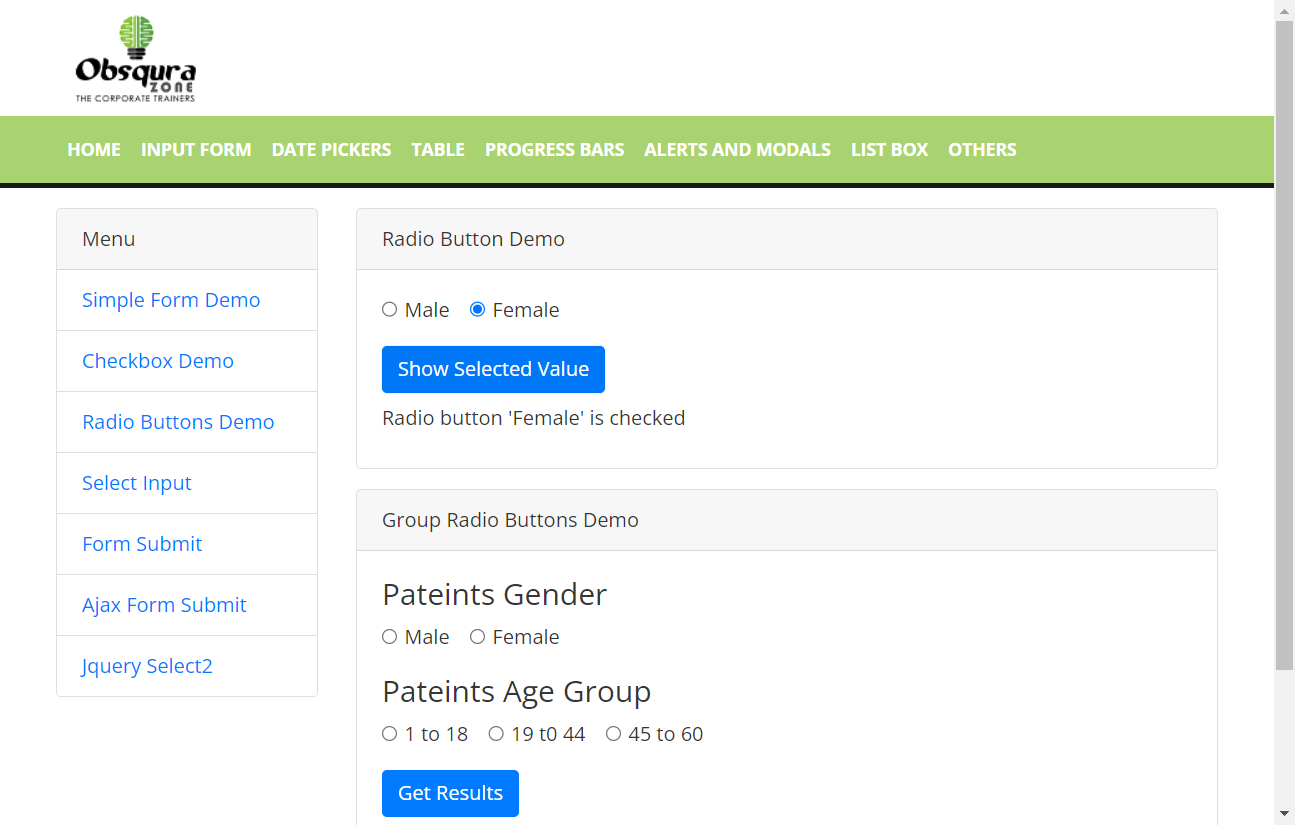 Obsqura
ZONE
THE CORPORATE TRAINERS
HOME INPUT FORM DATE PICKERS TABLE PROGRESS BARS ALERTS AND MODALS LIST BOX OTHERS
Menu
Simple Form Demo
Checkbox Demo
Radio Buttons Demo
Select Input
Form Submit
Ajax Form Submit
Jquery Select2
Radio Button Demo
Male Female
Show Selected Value
Radio button 'Female' is checked
Group Radio Buttons Demo
Pateints Gender
Male Female
Pateints Age Group
1 to 18 19 t0 44 45 to 60
Get Results